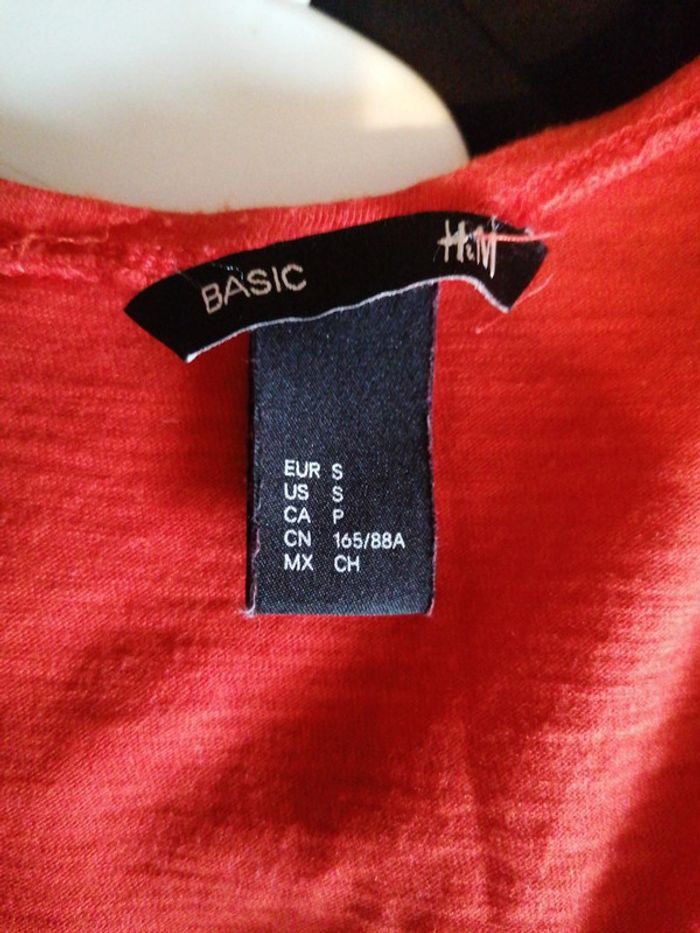 BASIC H&M
EUR S
US S
CA P
CN 165/88A
MX CH